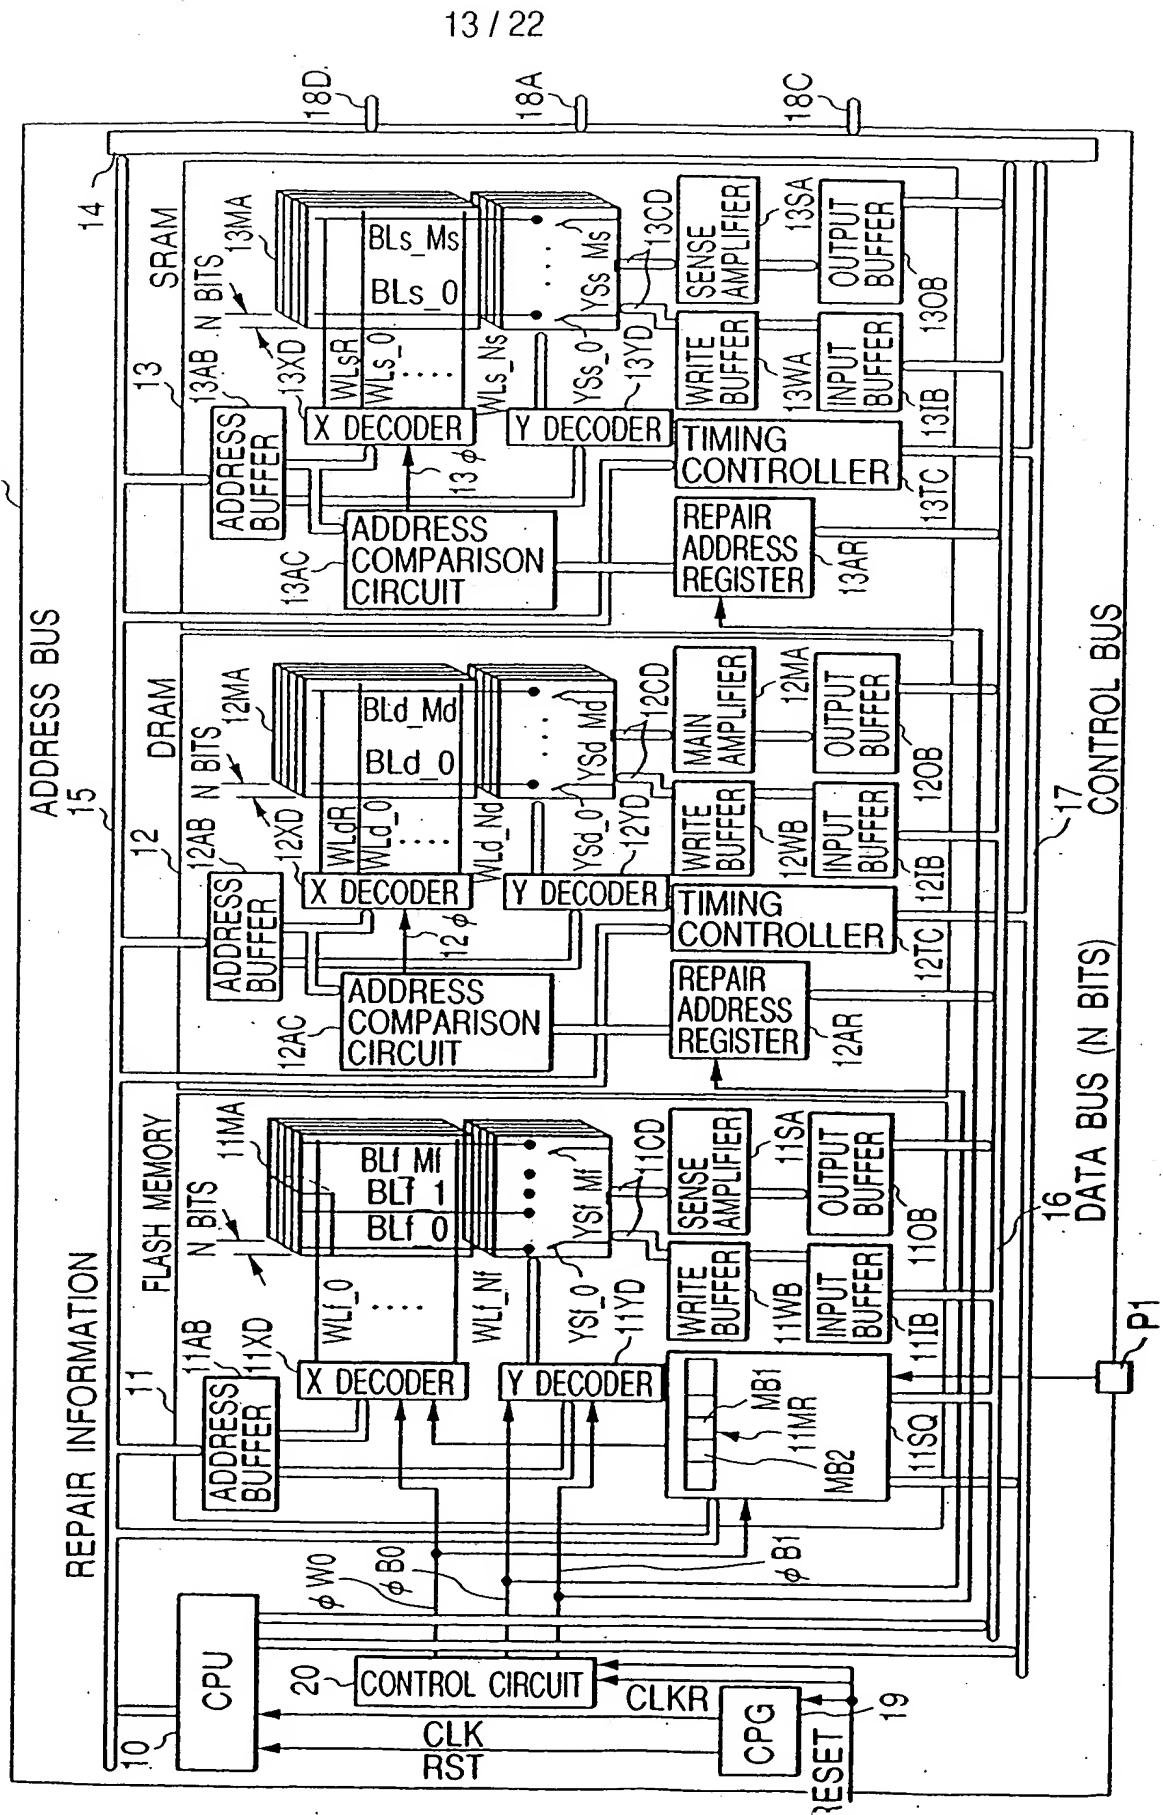 13 / 22
ADDRESS BUS
15
REPAIR INFORMATION
14
18D
18A
18C
10
CPU
CLK
RST
20
CONTROL CIRCUIT
CLKR
CPG
19
RESET
φ W0
φ B0
φ B1
FLASH MEMORY
11
11AB
ADDRESS
BUFFER
11XD
X DECODER
N BITS
11MA
WLf_0
.....
WLf_Nf
BLf_Mf
BLf_1
BLf_0
YSf_0
YSf_Mf
11YD
Y DECODER
11CD
SENSE
AMPLIFIER
11SA
WRITE
BUFFER
11WB
OUTPUT
BUFFER
11OB
INPUT
BUFFER
11IB
MB1
11MR
MB2
11SQ
P1
DRAM
12
12AB
ADDRESS
BUFFER
12XD
X DECODER
N BITS
12MA
WLdR
WLd_0
.....
WLd_Nd
BLd_Md
BLd_0
YSd_0
YSd_Md
12YD
Y DECODER
12 φ
12AC
ADDRESS
COMPARISON
CIRCUIT
12CD
MAIN
AMPLIFIER
12MA
WRITE
BUFFER
12WB
OUTPUT
BUFFER
12OB
INPUT
BUFFER
12IB
TIMING
CONTROLLER
12TC
REPAIR
ADDRESS
REGISTER
12AR
SRAM
13
13AB
ADDRESS
BUFFER
13XD
X DECODER
N BITS
13MA
WLsR
WLs_0
.....
WLs_Ns
BLs_Ms
BLs_0
YSs_0
YSs_Ms
13YD
Y DECODER
13 φ
13AC
ADDRESS
COMPARISON
CIRCUIT
13CD
SENSE
AMPLIFIER
13SA
WRITE
BUFFER
13WA
OUTPUT
BUFFER
13OB
INPUT
BUFFER
13IB
TIMING
CONTROLLER
13TC
REPAIR
ADDRESS
REGISTER
13AR
16
DATA BUS (N BITS)
17
CONTROL BUS